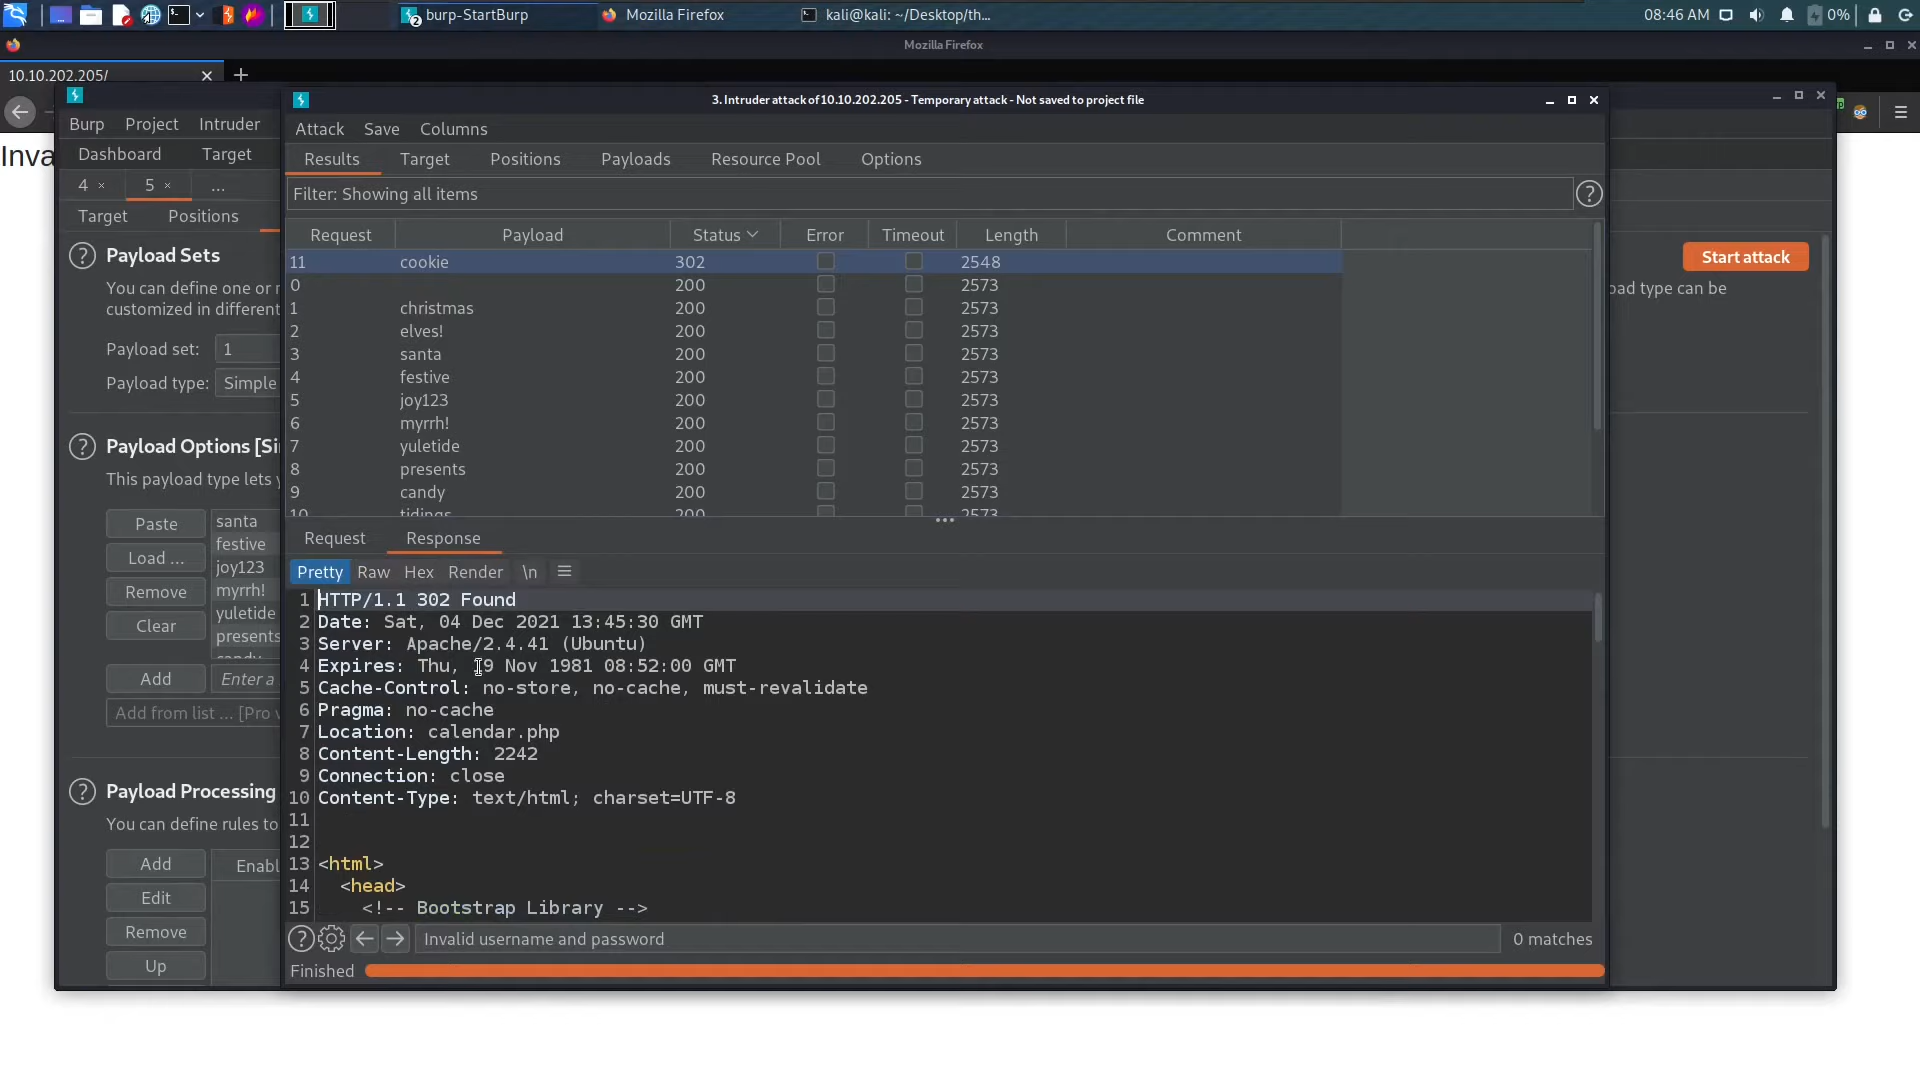 burp-StartBurp
2
Mozilla Firefox
kali@kali: ~/Desktop/th...
08:46 AM
0%
Mozilla Firefox
10.10.202.205/
Inva
Burp Project Intruder
Dashboard Target
4 × 5 × ...
Target Positions
? Payload Sets
You can define one or
customized in different
Payload set: 1
Payload type: Simple
? Payload Options [Si
This payload type lets
Paste
Load ...
Remove
Clear
santa
festive
joy123
myrrh!
yuletide
presents
candy
Add Enter a
Add from list ... [Pro v
? Payload Processing
You can define rules to
Add
Enabl
Edit
Remove
Up
3. Intruder attack of 10.10.202.205 - Temporary attack - Not saved to project file
Attack Save Columns
Results Target Positions Payloads Resource Pool Options
Filter: Showing all items ?
Request Payload Status Error Timeout Length Comment
11 cookie 302 2548
0 200 2573
1 christmas 200 2573
2 elves! 200 2573
3 santa 200 2573
4 festive 200 2573
5 joy123 200 2573
6 myrrh! 200 2573
7 yuletide 200 2573
8 presents 200 2573
9 candy 200 2573
10 tidings 200 2573
Request Response
Pretty Raw Hex Render \n
1 HTTP/1.1 302 Found
2 Date: Sat, 04 Dec 2021 13:45:30 GMT
3 Server: Apache/2.4.41 (Ubuntu)
4 Expires: Thu, 19 Nov 1981 08:52:00 GMT
5 Cache-Control: no-store, no-cache, must-revalidate
6 Pragma: no-cache
7 Location: calendar.php
8 Content-Length: 2242
9 Connection: close
10 Content-Type: text/html; charset=UTF-8
11
12
13 <html>
14 <head>
15 <!-- Bootstrap Library -->
? Invalid username and password 0 matches
Finished
Start attack
oad type can be